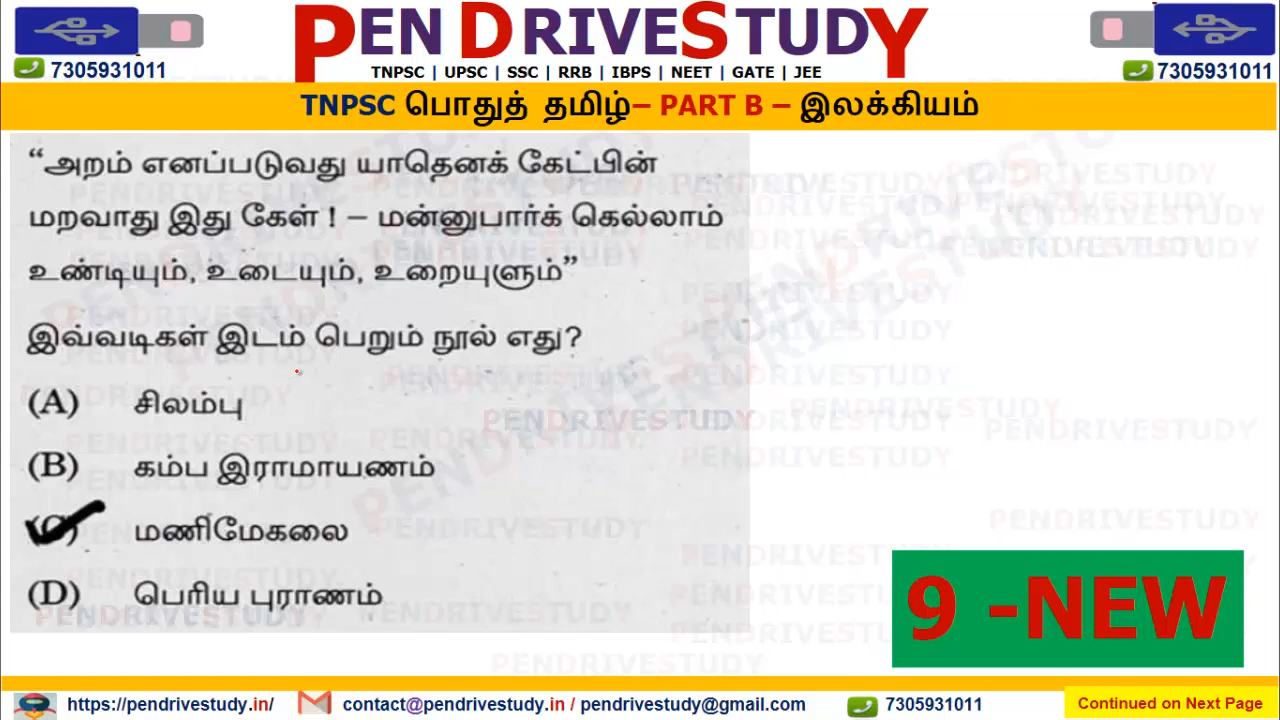 PEN DRIVESTUDY
7305931011
7305931011
TNPSC | UPSC | SSC | RRB | IBPS | NEET | GATE | JEE
TNPSC பொதுத் தமிழ்– PART B – இலக்கியம்
“அறம் எனப்படுவது யாதெனக் கேட்பின்
மறவாது இது கேள் ! – மன்னுபார்க் கெல்லாம்
உண்டியும், உடையும், உறையுளும்”
இவ்வடிகள் இடம் பெறும் நூல் எது?
(A) சிலம்பு
(B) கம்ப இராமாயணம்
(C) மணிமேகலை
(D) பெரிய புராணம்
9 -NEW
https://pendrivestudy.in/
contact@pendrivestudy.in / pendrivestudy@gmail.com
7305931011
Continued on Next Page